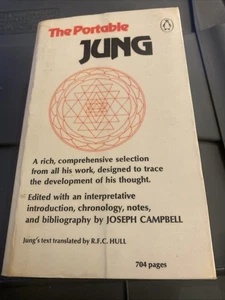 The Portable
JUNG
A rich, comprehensive selection
from all his work, designed to trace
the development of his thought.
Edited with an interpretative
introduction, chronology, notes,
and bibliography by JOSEPH CAMPBELL
Jung's text translated by R.F.C. HULL
704 pages